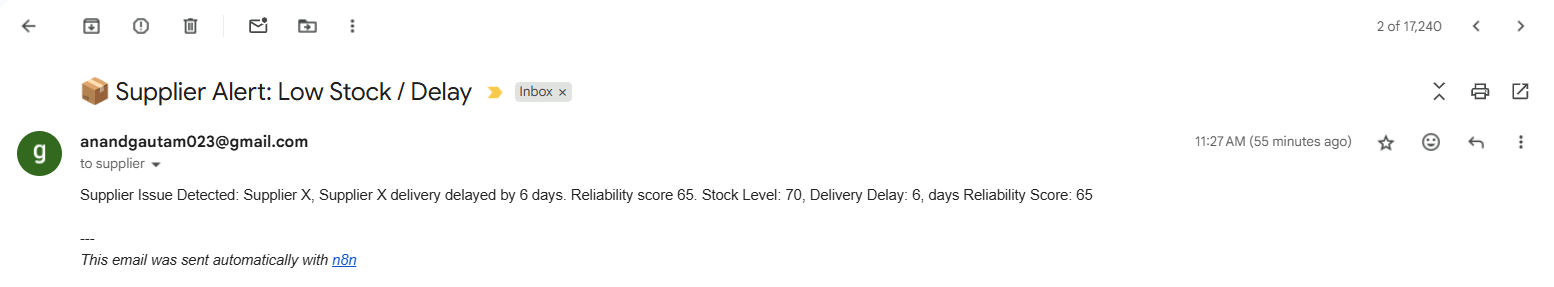 2 of 17,240
📦 Supplier Alert: Low Stock / Delay Inbox x
g
anandgautam023@gmail.com 11:27 AM (55 minutes ago)
to supplier
Supplier Issue Detected: Supplier X, Supplier X delivery delayed by 6 days. Reliability score 65. Stock Level: 70, Delivery Delay: 6, days Reliability Score: 65
---
This email was sent automatically with n8n